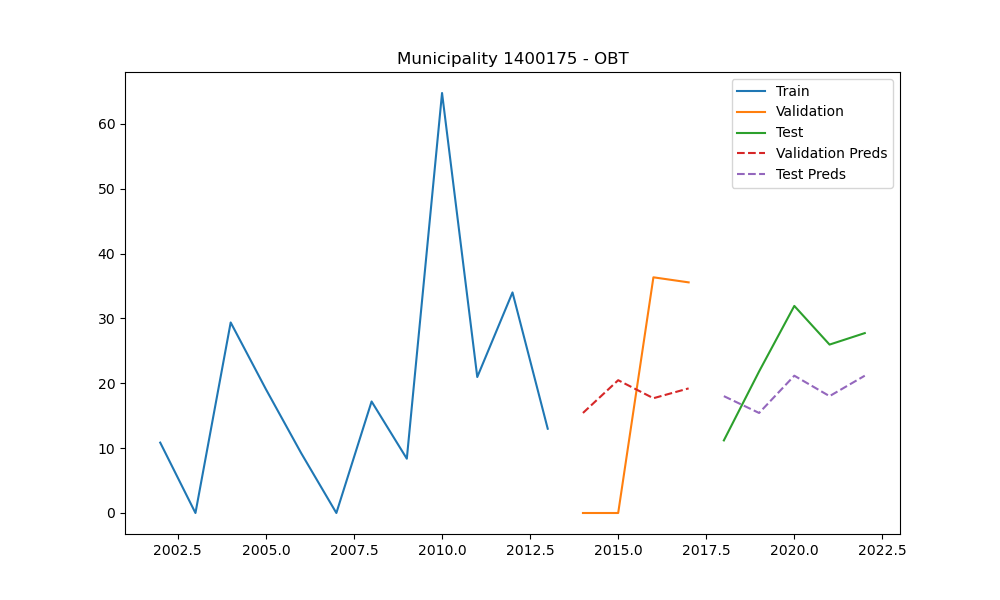 Municipality 1400175 - OBT
Train
Validation
Test
Validation Preds
Test Preds
60
50
40
30
20
10
0
2002.5 2005.0 2007.5 2010.0 2012.5 2015.0 2017.5 2020.0 2022.5